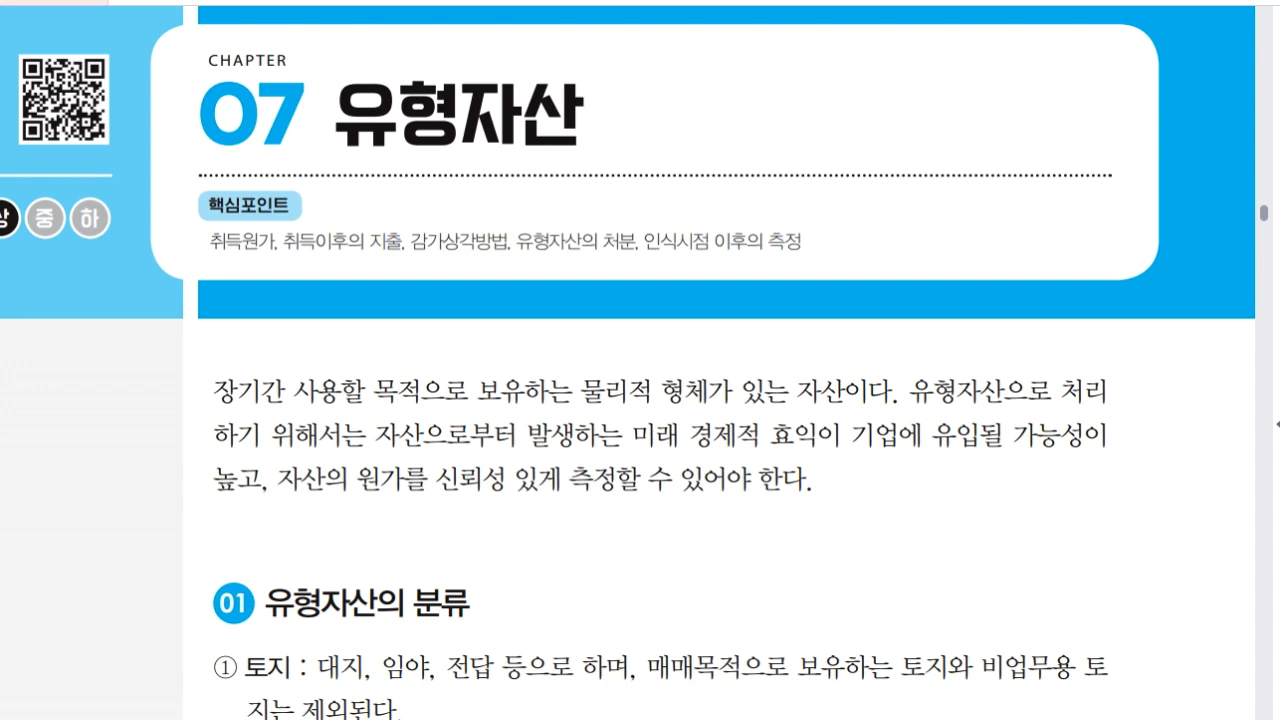 CHAPTER
07 유형자산
핵심포인트
상 중 하
취득원가, 취득이후의 지출, 감가상각방법, 유형자산의 처분, 인식시점 이후의 측정
장기간 사용할 목적으로 보유하는 물리적 형체가 있는 자산이다. 유형자산으로 처리
하기 위해서는 자산으로부터 발생하는 미래 경제적 효익이 기업에 유입될 가능성이
높고, 자산의 원가를 신뢰성 있게 측정할 수 있어야 한다.
01 유형자산의 분류
① 토지 : 대지, 임야, 전답 등으로 하며, 매매목적으로 보유하는 토지와 비업무용 토
지는 제외된다.